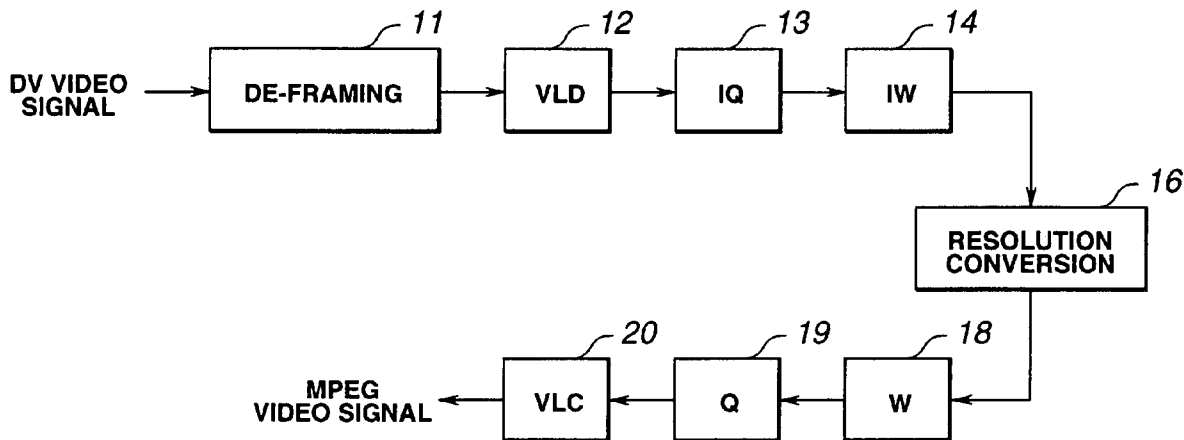 11
12
13
14
DV VIDEO
SIGNAL
DE-FRAMING
VLD
IQ
IW
16
RESOLUTION
CONVERSION
20
19
18
MPEG
VIDEO SIGNAL
VLC
Q
W